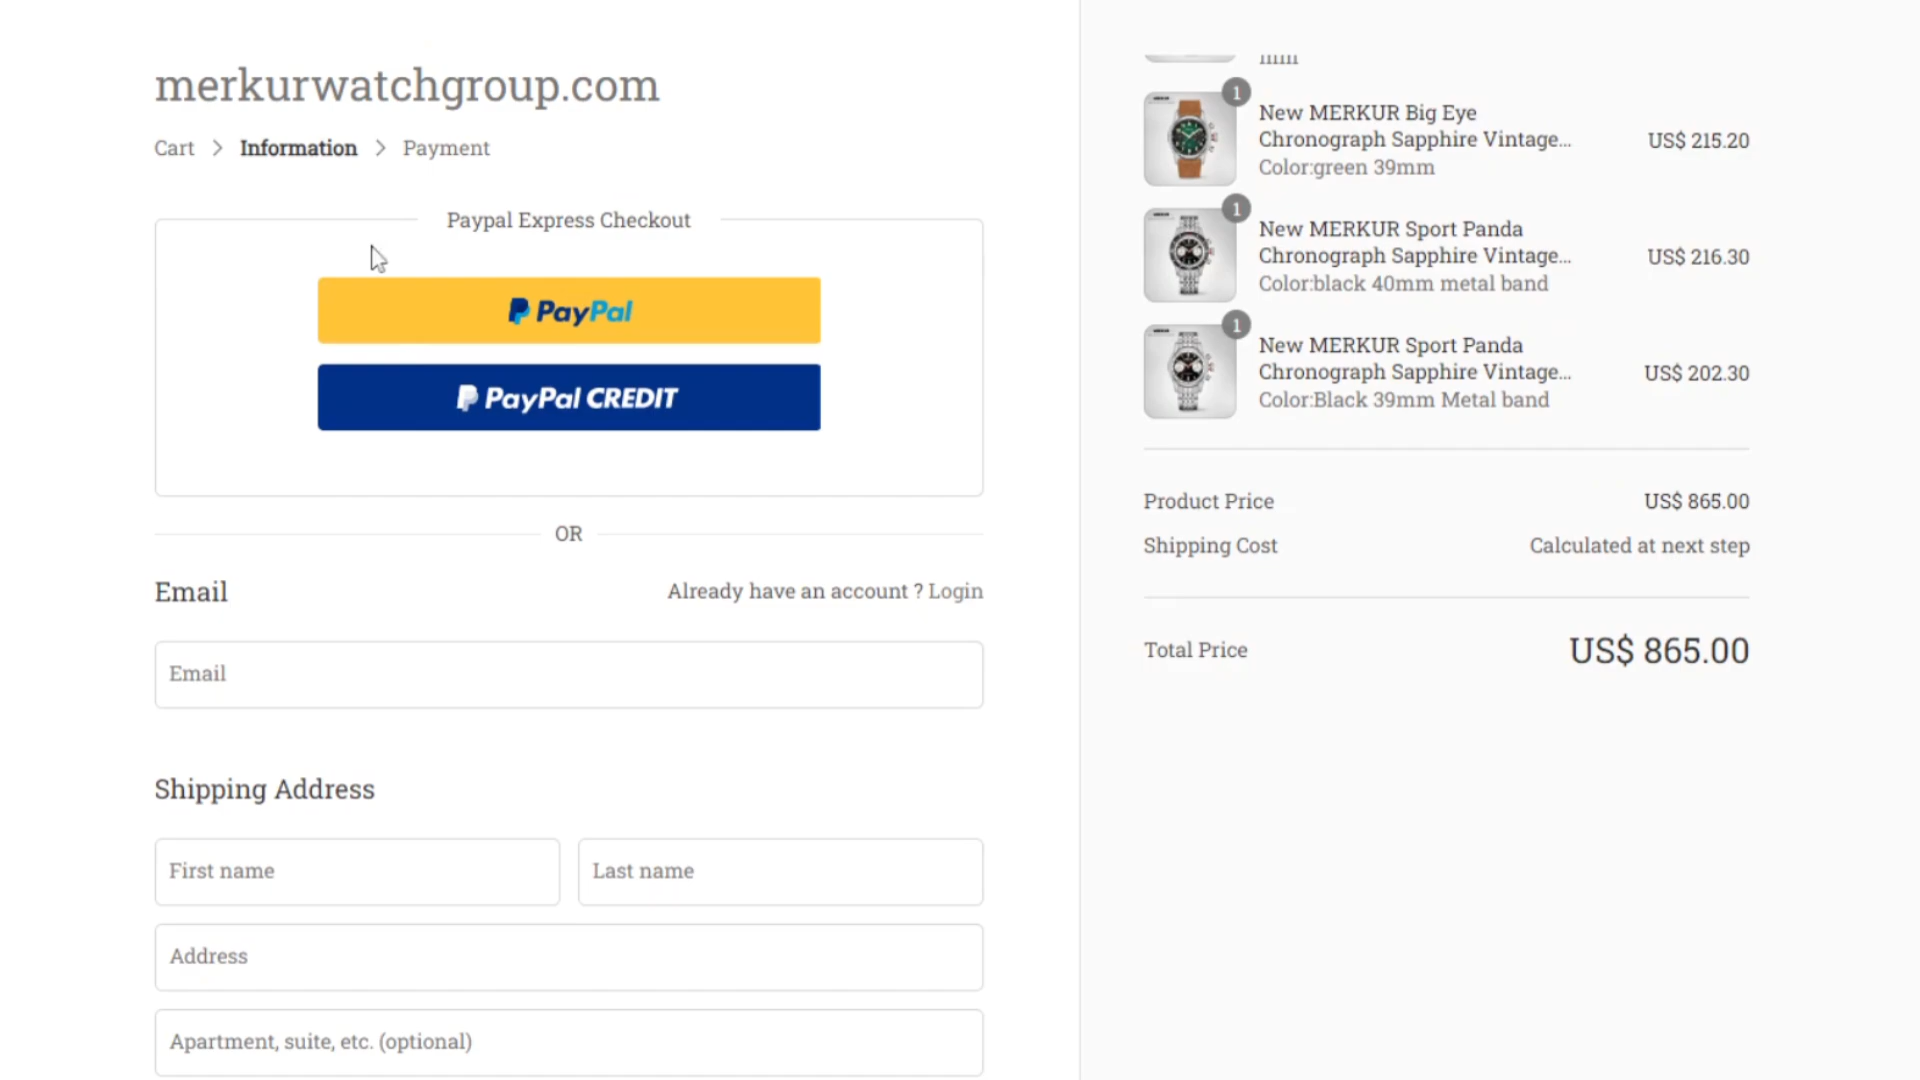 merkurwatchgroup.com
Cart > Information > Payment
Paypal Express Checkout
PayPal
PayPal CREDIT
OR
Email
Already have an account ? Login
Email
Shipping Address
First name
Last name
Address
Apartment, suite, etc. (optional)
mm
1
New MERKUR Big Eye
Chronograph Sapphire Vintage...
Color:green 39mm
US$ 215.20
1
New MERKUR Sport Panda
Chronograph Sapphire Vintage...
Color:black 40mm metal band
US$ 216.30
1
New MERKUR Sport Panda
Chronograph Sapphire Vintage...
Color:Black 39mm Metal band
US$ 202.30
Product Price
US$ 865.00
Shipping Cost
Calculated at next step
Total Price
US$ 865.00